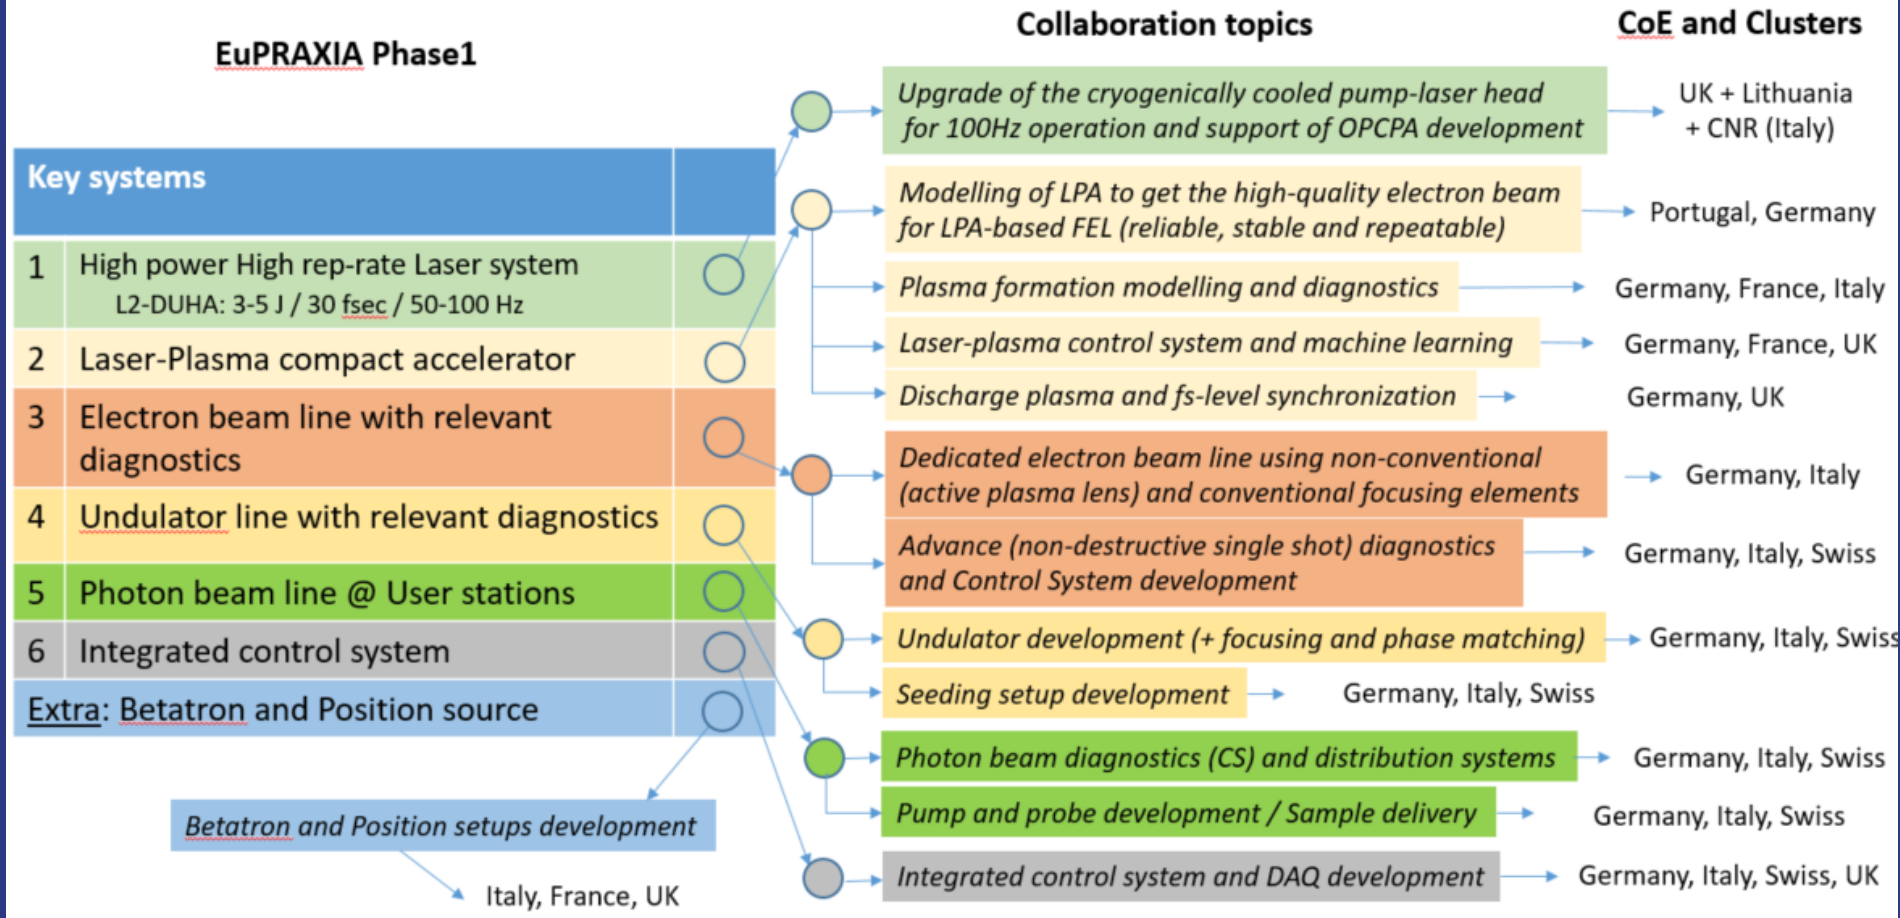 EuPRAXIA Phase1
Collaboration topics
CoE and Clusters
Key systems
1 High power High rep-rate Laser system
L2-DUHA: 3-5 J / 30 fsec / 50-100 Hz
2 Laser-Plasma compact accelerator
3 Electron beam line with relevant
diagnostics
4 Undulator line with relevant diagnostics
5 Photon beam line @ User stations
6 Integrated control system
Extra: Betatron and Position source
Betatron and Position setups development
Italy, France, UK
Upgrade of the cryogenically cooled pump-laser head
for 100Hz operation and support of OPCPA development
UK + Lithuania
+ CNR (Italy)
Modelling of LPA to get the high-quality electron beam
for LPA-based FEL (reliable, stable and repeatable)
Portugal, Germany
Plasma formation modelling and diagnostics
Germany, France, Italy
Laser-plasma control system and machine learning
Germany, France, UK
Discharge plasma and fs-level synchronization
Germany, UK
Dedicated electron beam line using non-conventional
(active plasma lens) and conventional focusing elements
Germany, Italy
Advance (non-destructive single shot) diagnostics
and Control System development
Germany, Italy, Swiss
Undulator development (+ focusing and phase matching)
Germany, Italy, Swiss
Seeding setup development
Germany, Italy, Swiss
Photon beam diagnostics (CS) and distribution systems
Germany, Italy, Swiss
Pump and probe development / Sample delivery
Germany, Italy, Swiss
Integrated control system and DAQ development
Germany, Italy, Swiss, UK